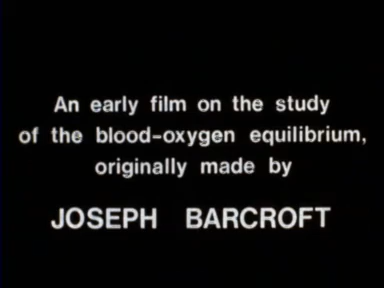 An early film on the study
of the blood-oxygen equilibrium,
originally made by
JOSEPH BARCROFT